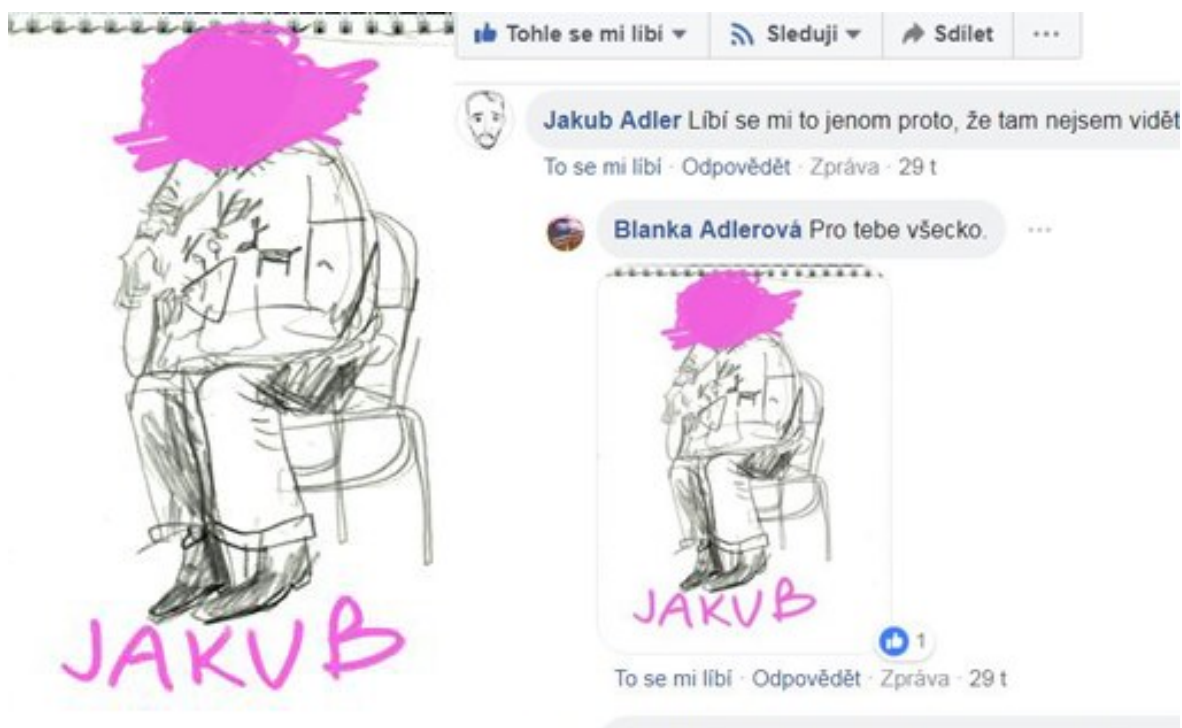 JAKUB
Tohle se mi líbí Sleduji Sdílet
Jakub Adler Líbí se mi to jenom proto, že tam nejsem vidět
To se mi líbí · Odpovědět · Zpráva · 29 t
Blanka Adlerová Pro tebe všecko.
JAKUB
1
To se mi líbí · Odpovědět · Zpráva · 29 t